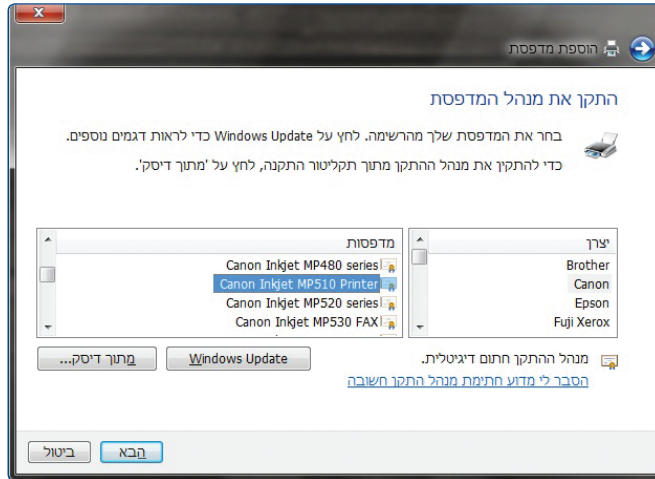 הוספת מדפסת
התקן את מנהל המדפסת
בחר את המדפסת שלך מהרשימה. לחץ על Windows Update כדי לראות דגמים נוספים.
כדי להתקין את מנהל ההתקן מתוך תקליטור התקנה, לחץ על 'מתוך דיסק'.
יצרן
Brother
Canon
Epson
Fuji Xerox
מדפסות
Canon Inkjet MP480 series
Canon Inkjet MP510 Printer
Canon Inkjet MP520 series
Canon Inkjet MP530 FAX
מנהל ההתקן חתום דיגיטלית.
הסבר לי מדוע חתימת מנהל התקן חשובה
Windows Update
מתוך דיסק...
הבא
ביטול